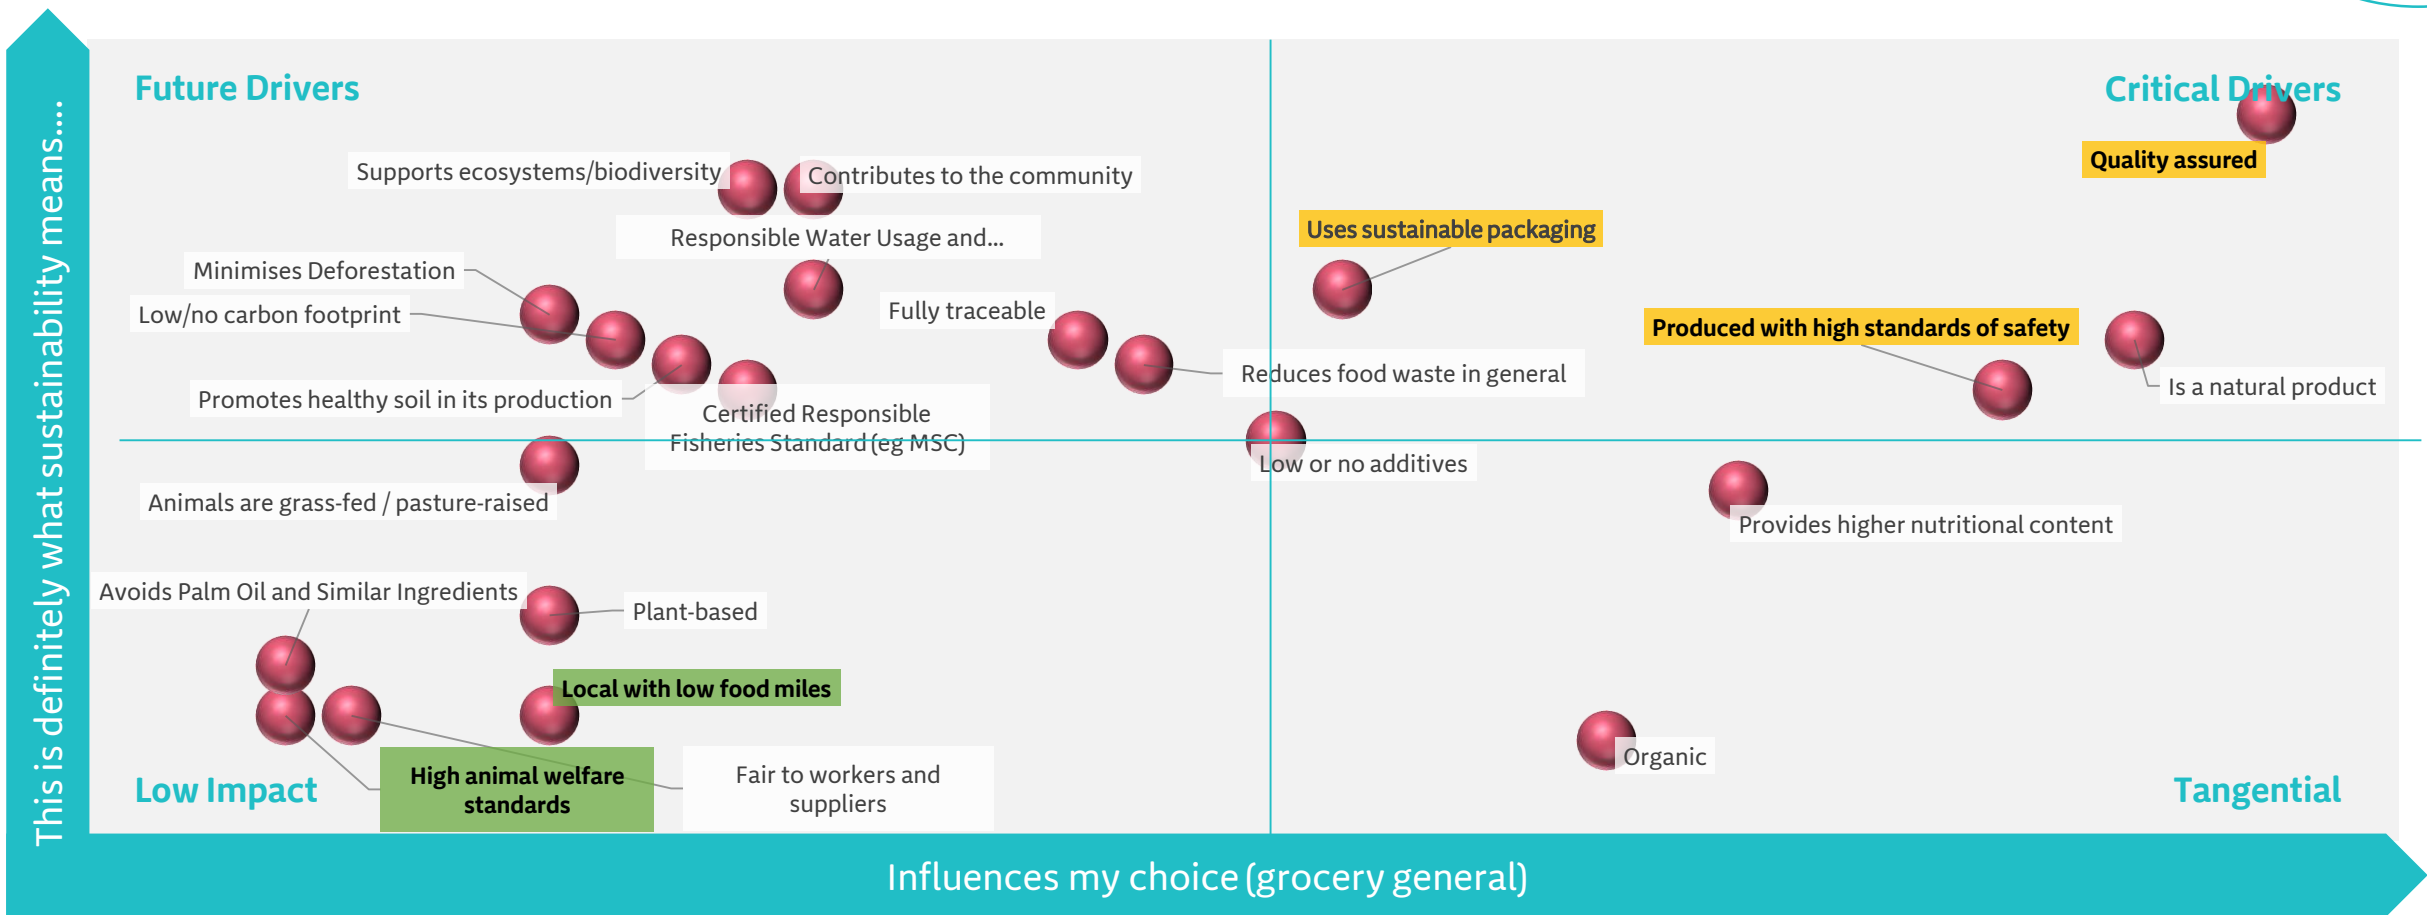 This is definitely what sustainability means....
Future Drivers
Critical Drivers
Quality assured
Supports ecosystems/biodiversity
Contributes to the community
Responsible Water Usage and...
Uses sustainable packaging
Minimises Deforestation
Low/no carbon footprint
Fully traceable
Produced with high standards of safety
Reduces food waste in general
Is a natural product
Promotes healthy soil in its production
Certified Responsible
Fisheries Standard (eg MSC)
Low or no additives
Animals are grass-fed / pasture-raised
Provides higher nutritional content
Avoids Palm Oil and Similar Ingredients
Plant-based
Local with low food miles
Organic
High animal welfare
standards
Fair to workers and
suppliers
Low Impact
Tangential
Influences my choice (grocery general)